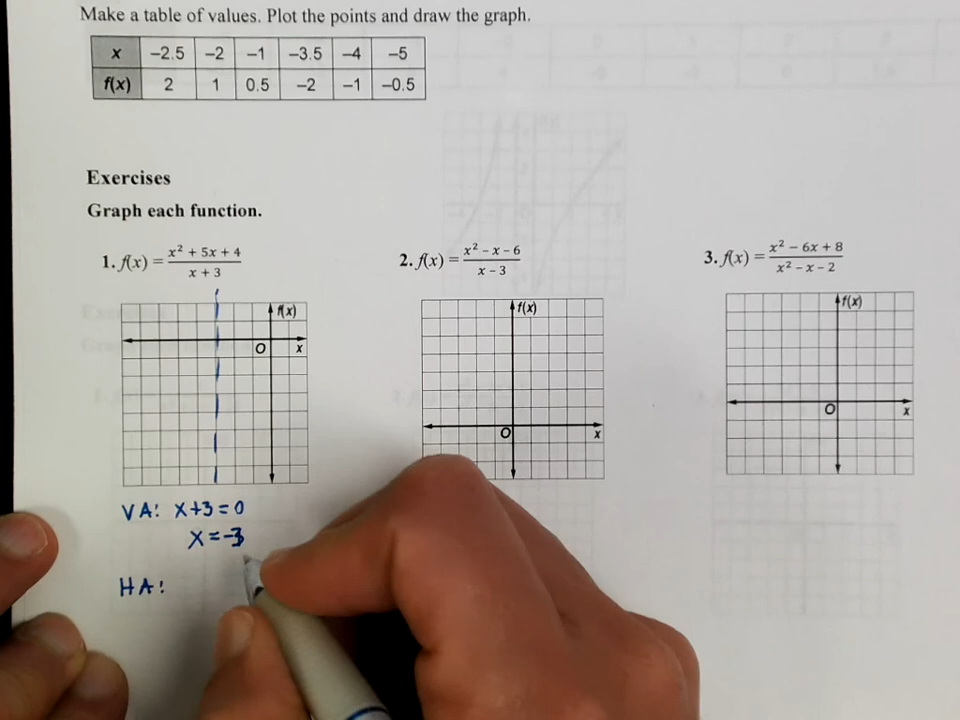 Make a table of values. Plot the points and draw the graph.
x –2.5 –2 –1 –3.5 –4 –5
f(x) 2 1 0.5 –2 –1 –0.5
Exercises
Graph each function.
1. f(x) = x² + 5x + 4 / x + 3
2. f(x) = x² – x – 6 / x – 3
3. f(x) = x² – 6x + 8 / x² – x – 2
f(x)
O
x
f(x)
O
x
f(x)
O
x
VA: x+3=0
x=-3
HA: